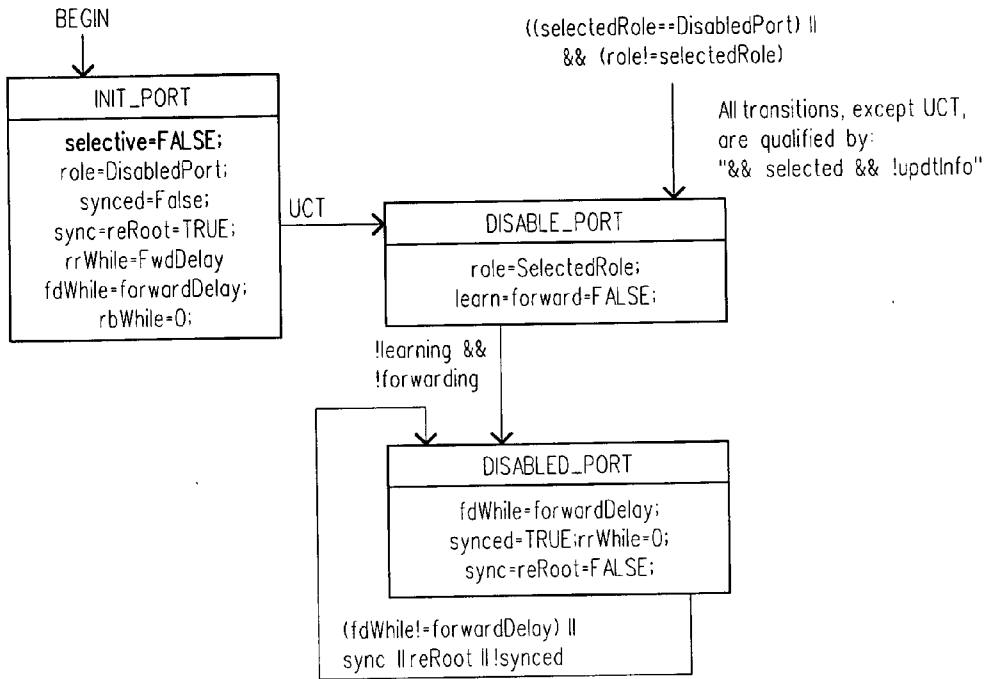 BEGIN
INIT_PORT
selective=FALSE;
role=DisabledPort;
synced=False;
sync=reRoot=TRUE;
rrWhile=FwdDelay
fdWhile=forwardDelay;
rbWhile=0;
UCT
((selectedRole==DisabledPort) ||
&& (role!=selectedRole)
All transitions, except UCT,
are qualified by:
"&& selected && !updtInfo"
DISABLE_PORT
role=SelectedRole;
learn=forward=FALSE;
!learning &&
!forwarding
DISABLED_PORT
fdWhile=forwardDelay;
synced=TRUE;rrWhile=0;
sync=reRoot=FALSE;
(fdWhile!=forwardDelay) ||
sync ||reRoot || !synced